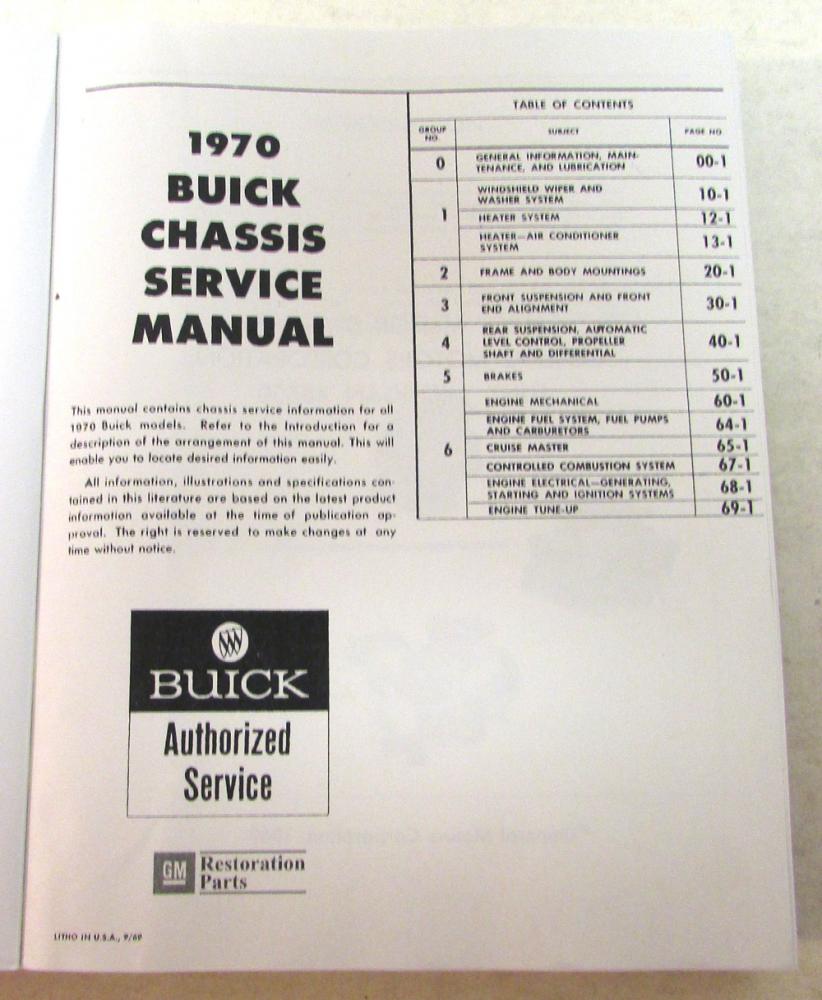 1970
BUICK
CHASSIS
SERVICE
MANUAL
This manual contains chassis service information for all
1970 Buick models. Refer to the Introduction for a
description of the arrangement of this manual. This will
enable you to locate desired information easily.
All information, illustrations and specifications con-
tained in this literature are based on the latest product
information available at the time of publication ap-
proval. The right is reserved to make changes at any
time without notice.
BUICK
Authorized
Service
GM Restoration
Parts
LITHO IN U.S.A., 9/69
TABLE OF CONTENTS
GROUP
NO. SUBJECT PAGE NO.
0 GENERAL INFORMATION, MAIN-
TENANCE, AND LUBRICATION 00-1
1 WINDSHIELD WIPER AND
WASHER SYSTEM 10-1
HEATER SYSTEM 12-1
HEATER—AIR CONDITIONER
SYSTEM 13-1
2 FRAME AND BODY MOUNTINGS 20-1
3 FRONT SUSPENSION AND FRONT
END ALIGNMENT 30-1
4 REAR SUSPENSION, AUTOMATIC
LEVEL CONTROL, PROPELLER
SHAFT AND DIFFERENTIAL 40-1
5 BRAKES 50-1
6 ENGINE MECHANICAL 60-1
ENGINE FUEL SYSTEM, FUEL PUMPS
AND CARBURETORS 64-1
CRUISE MASTER 65-1
CONTROLLED COMBUSTION SYSTEM 67-1
ENGINE ELECTRICAL—GENERATING,
STARTING AND IGNITION SYSTEMS 68-1
ENGINE TUNE-UP 69-1